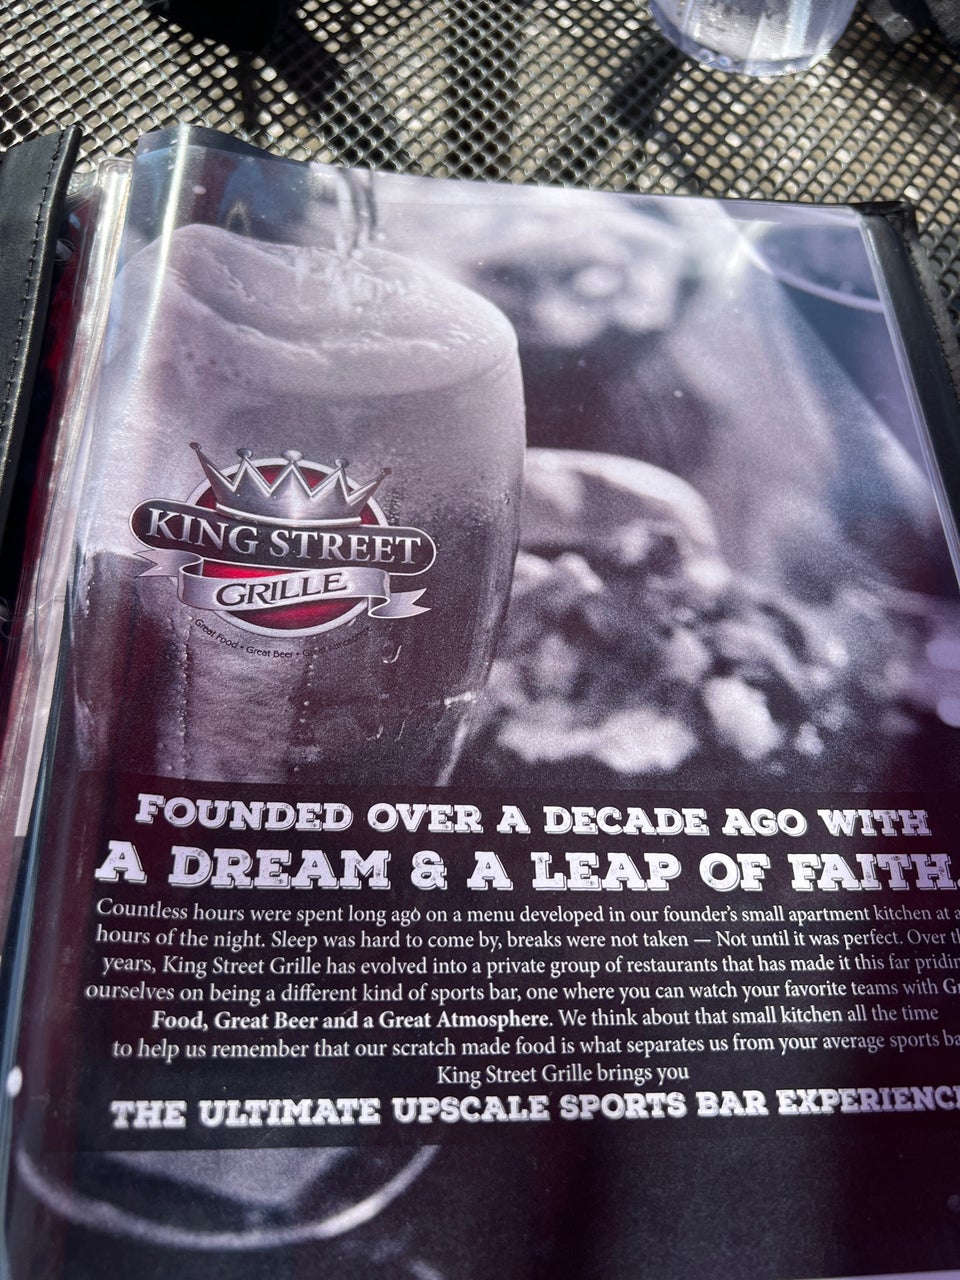 KING STREET
GRILLE
Great Food • Great Beer • Great
FOUNDED OVER A DECADE AGO WITH
A DREAM & A LEAP OF FAITH.
Countless hours were spent long ago on a menu developed in our founder's small apartment kitchen at a
hours of the night. Sleep was hard to come by, breaks were not taken — Not until it was perfect. Over
years, King Street Grille has evolved into a private group of restaurants that has made it this far
ourselves on being a different kind of sports bar, one where you can watch your favorite teams with
Food, Great Beer and a Great Atmosphere. We think about that small kitchen all the time
to help us remember that our scratch made food is what separates us from your average sports
King Street Grille brings you
THE ULTIMATE UPSCALE SPORTS BAR